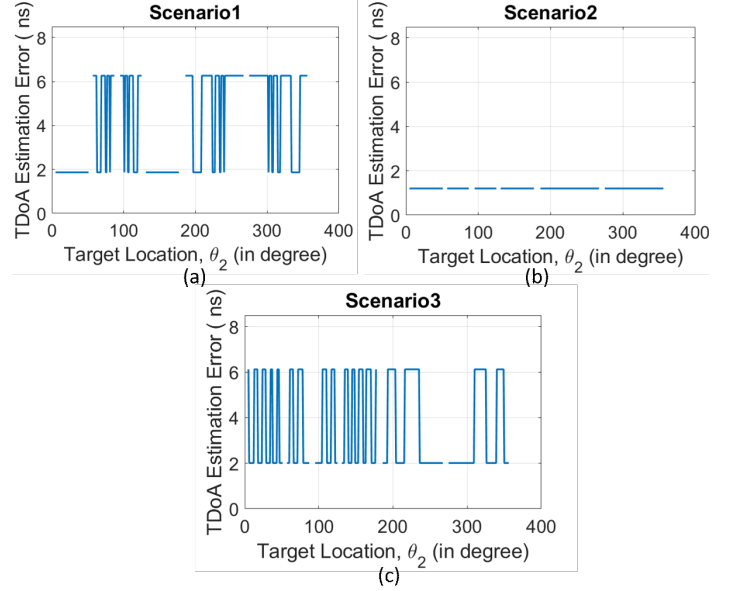 Scenario1
TDoA Estimation Error ( ns)
8
6
4
2
0
0 100 200 300 400
Target Location, θ2 (in degree)
(a)
Scenario2
TDoA Estimation Error ( ns)
8
6
4
2
0
0 100 200 300 400
Target Location, θ2 (in degree)
(b)
Scenario3
TDoA Estimation Error ( ns)
8
6
4
2
0
0 100 200 300 400
Target Location, θ2 (in degree)
(c)